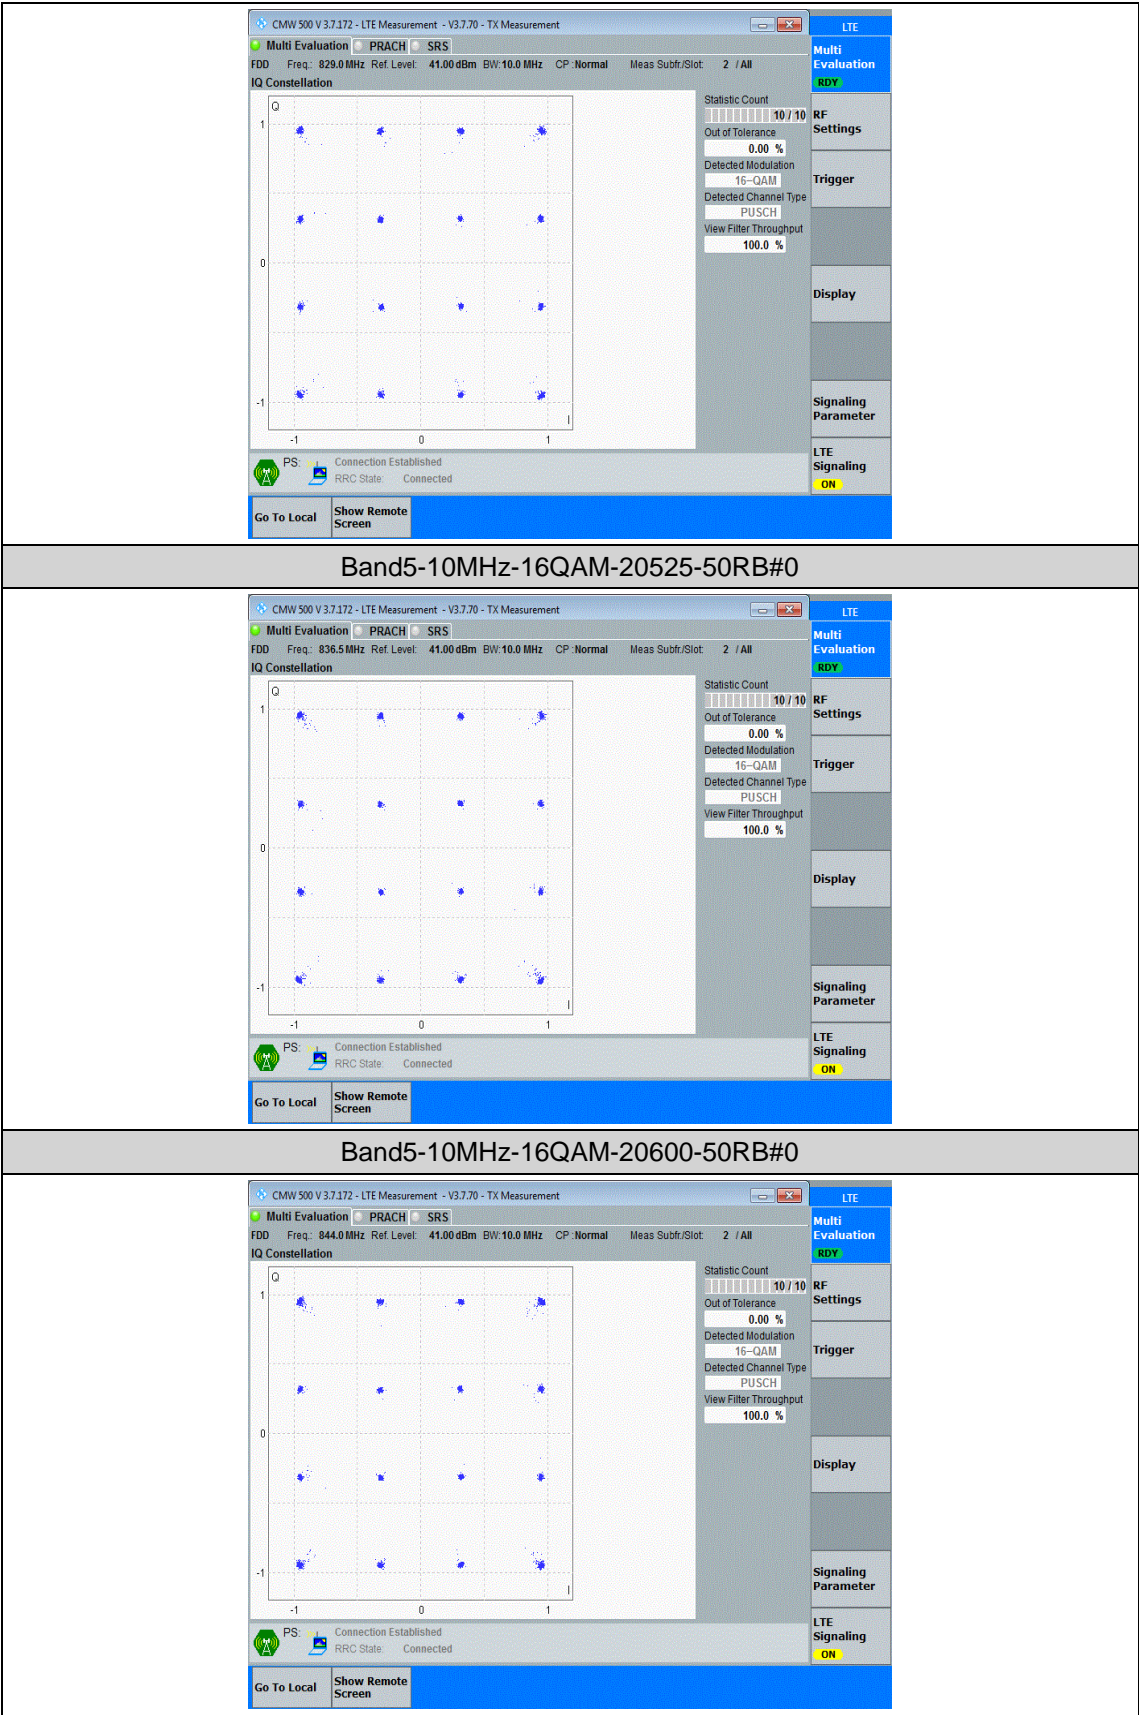 CMW 500 V 3.7.172 - LTE Measurement - V3.7.70 - TX Measurement
LTE
Multi Evaluation PRACH SRS
Multi
Evaluation
RDY
FDD Freq.: 829.0 MHz Ref. Level: 41.00 dBm BW: 10.0 MHz CP : Normal Meas Subfr./Slot: 2 / All
IQ Constellation
Statistic Count
10 / 10
Out of Tolerance
0.00 %
Detected Modulation
16-QAM
Detected Channel Type
PUSCH
View Filter Throughput
100.0 %
RF
Settings
Trigger
Display
Signaling
Parameter
LTE
Signaling
ON
Q
1
0
-1
I
-1 0 1
PS: Connection Established
RRC State: Connected
Go To Local
Show Remote
Screen
Band5-10MHz-16QAM-20525-50RB#0
CMW 500 V 3.7.172 - LTE Measurement - V3.7.70 - TX Measurement
LTE
Multi Evaluation PRACH SRS
Multi
Evaluation
RDY
FDD Freq.: 836.5 MHz Ref. Level: 41.00 dBm BW: 10.0 MHz CP : Normal Meas Subfr./Slot: 2 / All
IQ Constellation
Statistic Count
10 / 10
Out of Tolerance
0.00 %
Detected Modulation
16-QAM
Detected Channel Type
PUSCH
View Filter Throughput
100.0 %
RF
Settings
Trigger
Display
Signaling
Parameter
LTE
Signaling
ON
Q
1
0
-1
I
-1 0 1
PS: Connection Established
RRC State: Connected
Go To Local
Show Remote
Screen
Band5-10MHz-16QAM-20600-50RB#0
CMW 500 V 3.7.172 - LTE Measurement - V3.7.70 - TX Measurement
LTE
Multi Evaluation PRACH SRS
Multi
Evaluation
RDY
FDD Freq.: 844.0 MHz Ref. Level: 41.00 dBm BW: 10.0 MHz CP : Normal Meas Subfr./Slot: 2 / All
IQ Constellation
Statistic Count
10 / 10
Out of Tolerance
0.00 %
Detected Modulation
16-QAM
Detected Channel Type
PUSCH
View Filter Throughput
100.0 %
RF
Settings
Trigger
Display
Signaling
Parameter
LTE
Signaling
ON
Q
1
0
-1
I
-1 0 1
PS: Connection Established
RRC State: Connected
Go To Local
Show Remote
Screen